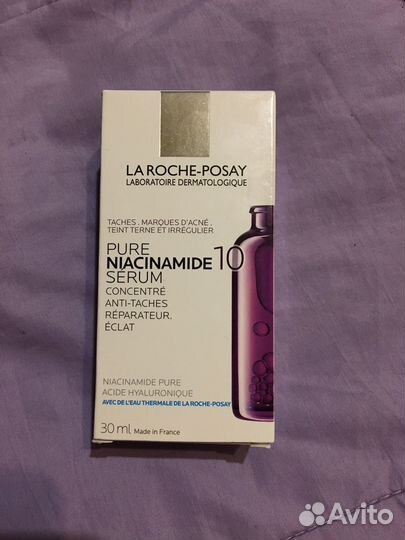 LA ROCHE-POSAY
LABORATOIRE DERMATOLOGIQUE
TACHES . MARQUES D'ACNÉ .
TEINT TERNE ET IRRÉGULIER
PURE
NIACINAMIDE 10
SÉRUM
CONCENTRÉ
ANTI-TACHES
RÉPARATEUR.
ÉCLAT
NIACINAMIDE PURE
ACIDE HYALURONIQUE
AVEC DE L'EAU THERMALE DE LA ROCHE-POSAY
30 ml Made in France
Avito